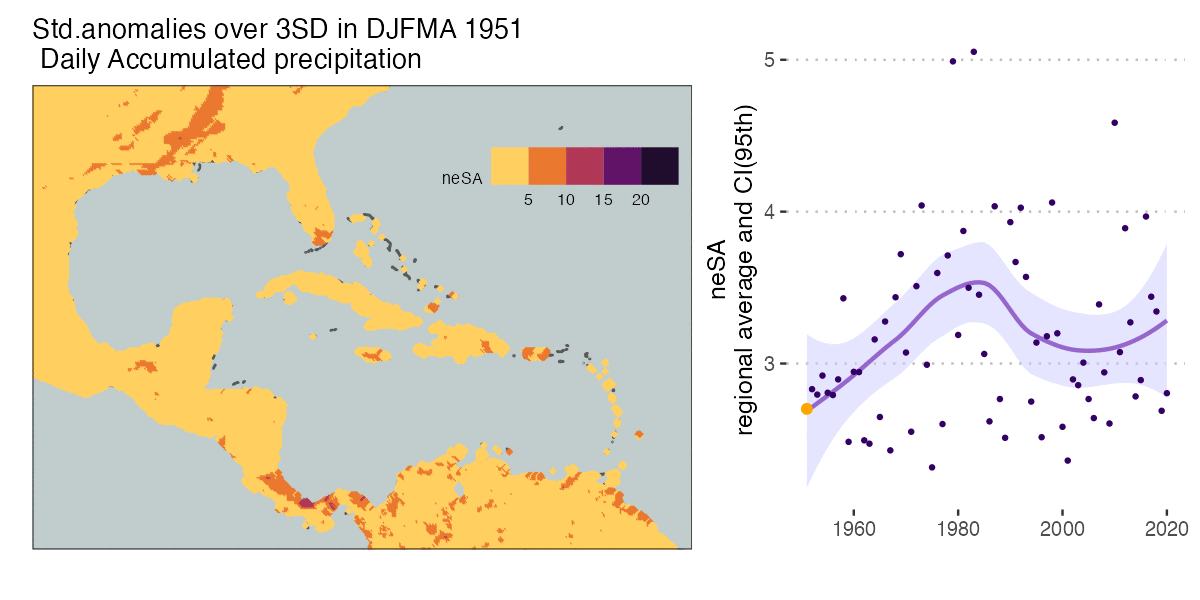 Std.anomalies over 3SD in DJFMA 1951
Daily Accumulated precipitation
neSA
5 10 15 20
neSA
regional average and CI(95th)
5
4
3
1960 1980 2000 2020